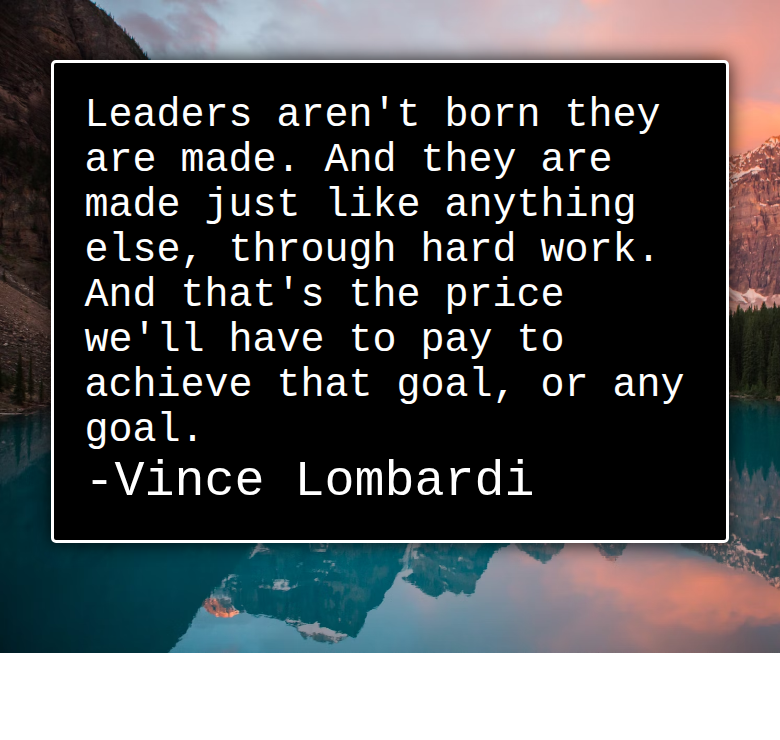 Leaders aren't born they
are made. And they are
made just like anything
else, through hard work.
And that's the price
we'll have to pay to
achieve that goal, or any
goal.
-Vince Lombardi